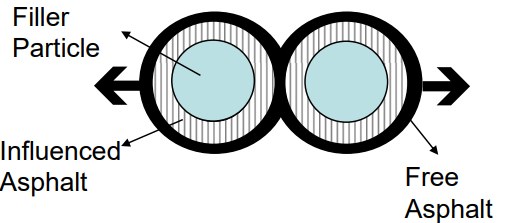 Filler
Particle
Influenced
Asphalt
Free
Asphalt